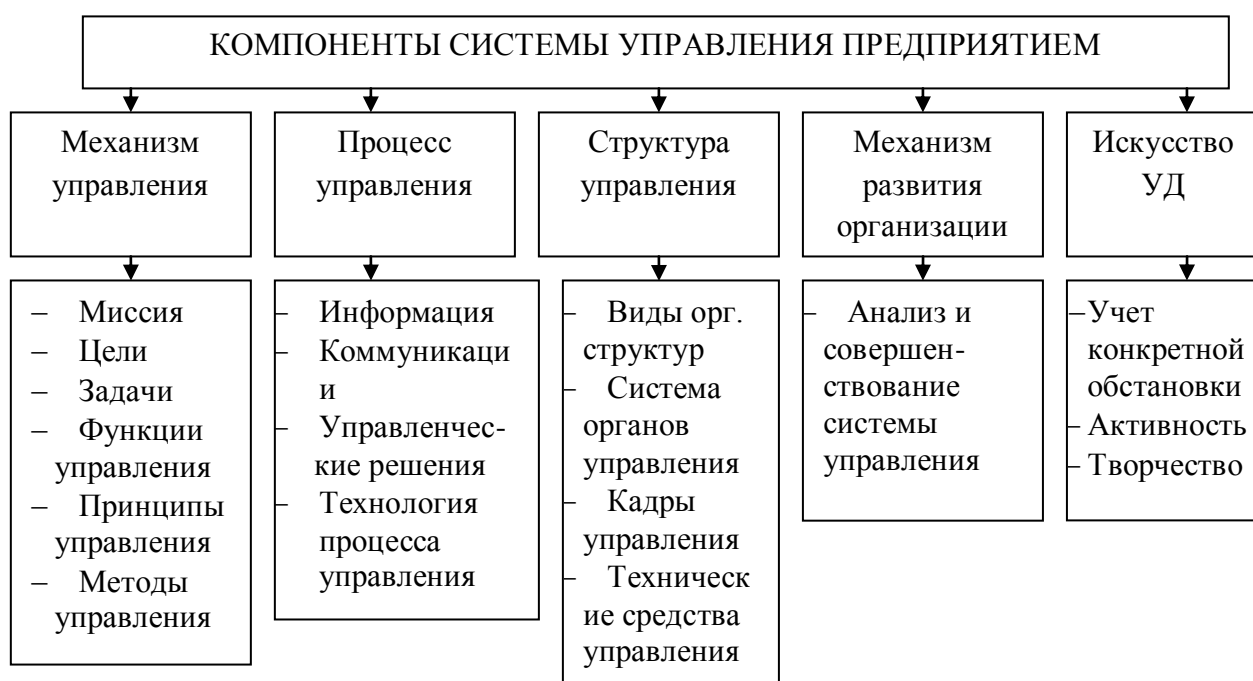 КОМПОНЕНТЫ СИСТЕМЫ УПРАВЛЕНИЯ ПРЕДПРИЯТИЕМ
Механизм
управления
Процесс
управления
Структура
управления
Механизм
развития
организации
Искусство
УД
– Миссия
– Цели
– Задачи
– Функции
управления
– Принципы
управления
– Методы
управления
– Информация
– Коммуникаци
и
– Управленчес-
кие решения
– Технология
процесса
управления
– Виды орг.
структур
– Система
органов
управления
– Кадры
управления
– Техническ
ие средства
управления
– Анализ и
совершен-
ствование
системы
управления
– Учет
конкретной
обстановки
– Активность
– Творчество